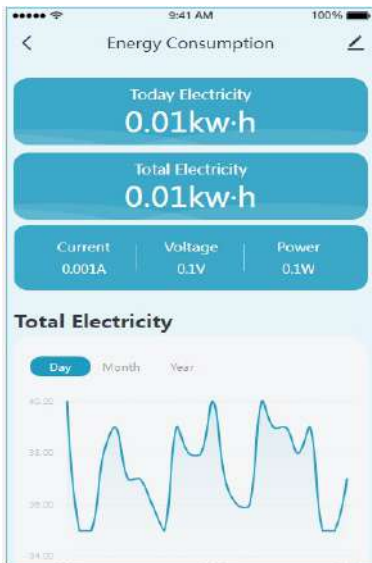 9:41 AM 100%
Energy Consumption
Today Electricity
0.01kw·h
Total Electricity
0.01kw·h
Current Voltage Power
0.001A 0.1V 0.1W
Total Electricity
Day Month Year
40.00
38.00
36.00
34.00